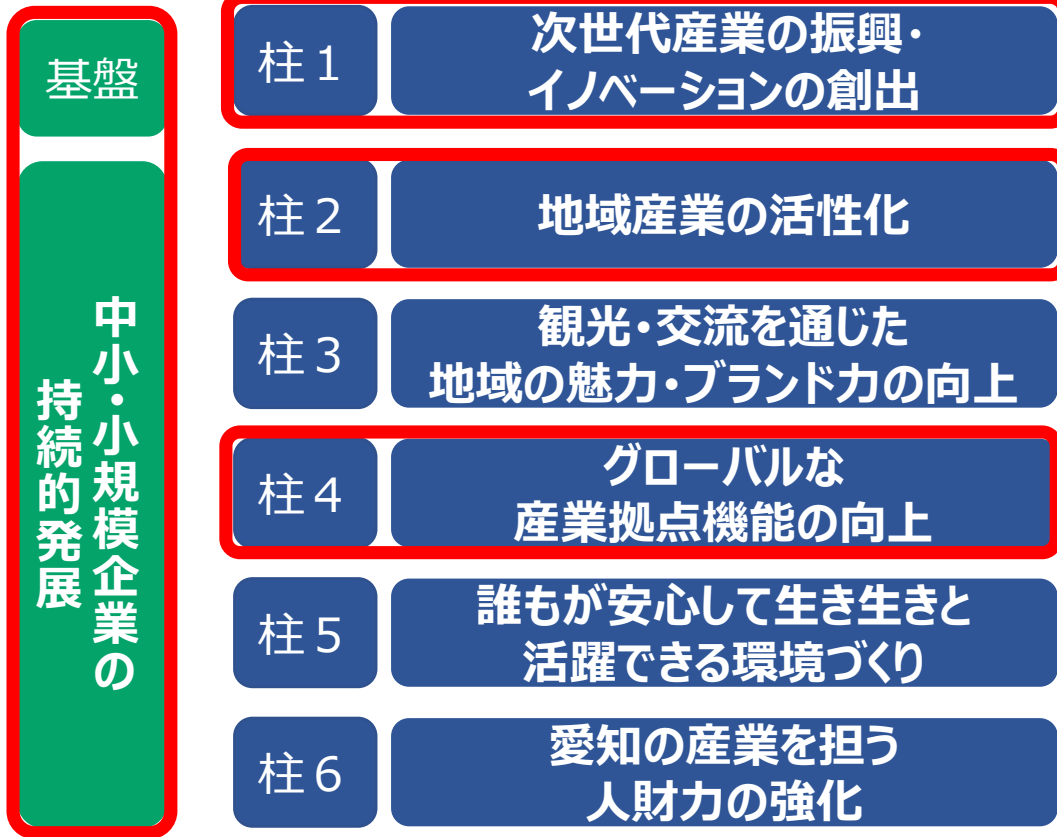 基盤
中小・小規模企業の
持続的発展
柱1
次世代産業の振興・
イノベーションの創出
柱2
地域産業の活性化
柱3
観光・交流を通じた
地域の魅力・ブランド力の向上
柱4
グローバルな
産業拠点機能の向上
柱5
誰もが安心して生き生きと
活躍できる環境づくり
柱6
愛知の産業を担う
人財力の強化